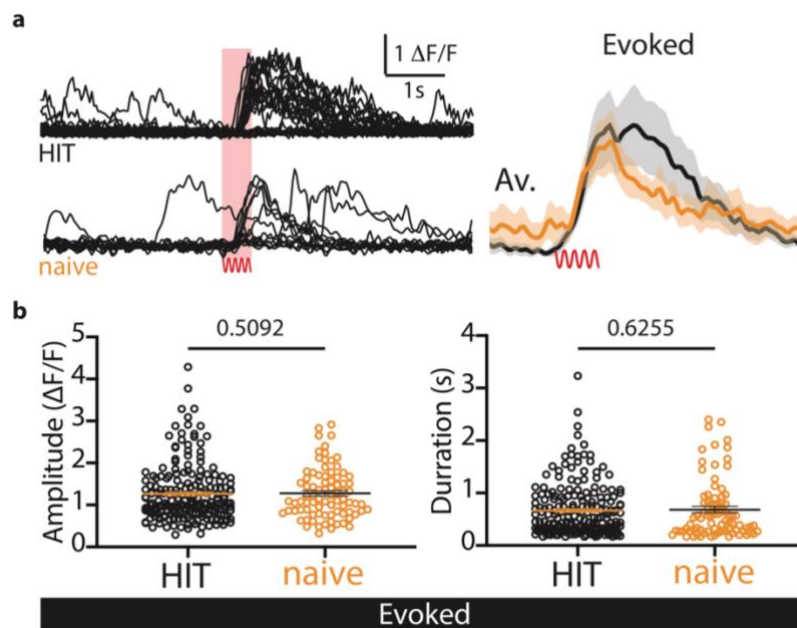 a
1 ΔF/F
1s
HIT
naive
Evoked
Av.
b
0.5092
Amplitude (ΔF/F)
5
4
3
2
1
0
HIT naive
0.6255
Durration (s)
4
3
2
1
0
HIT naive
Evoked